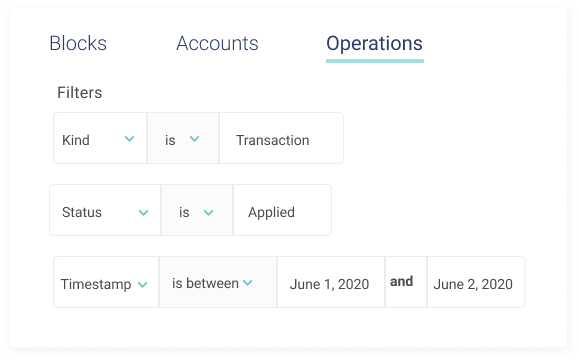 Blocks Accounts Operations
Filters
Kind is Transaction
Status is Applied
Timestamp is between June 1, 2020 and June 2, 2020